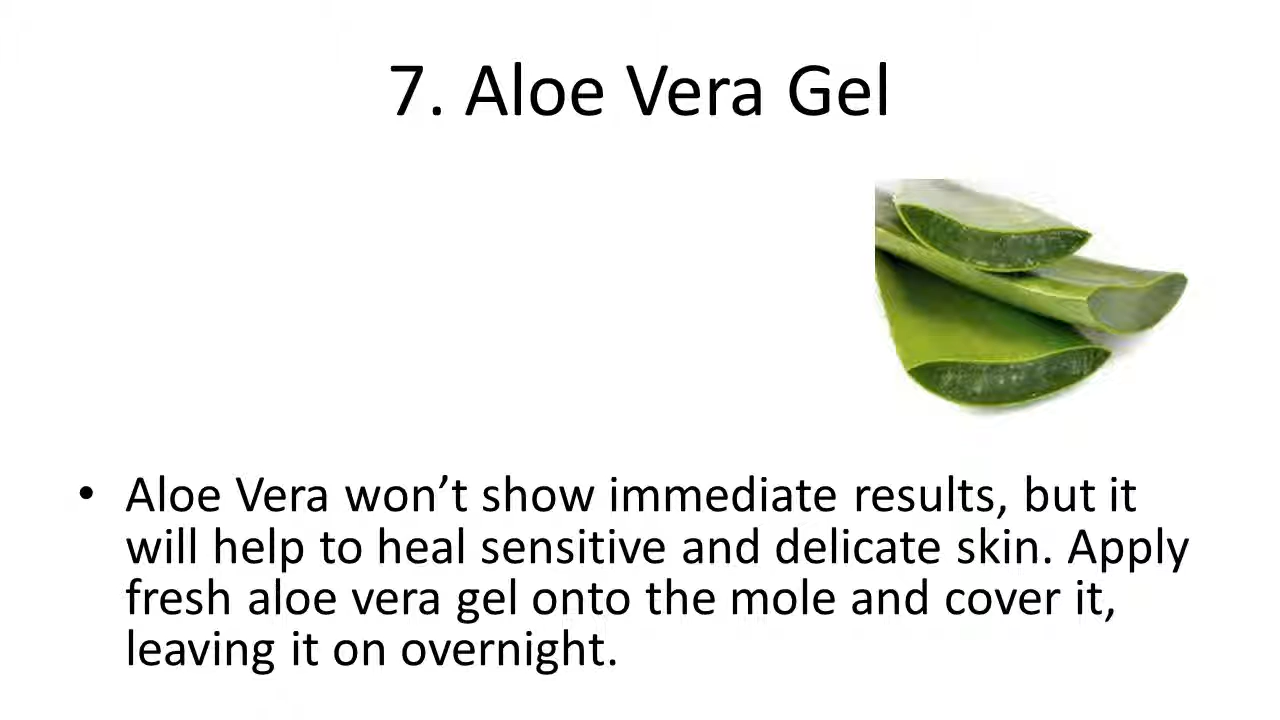 7. Aloe Vera Gel
• Aloe Vera won’t show immediate results, but it
will help to heal sensitive and delicate skin. Apply
fresh aloe vera gel onto the mole and cover it,
leaving it on overnight.